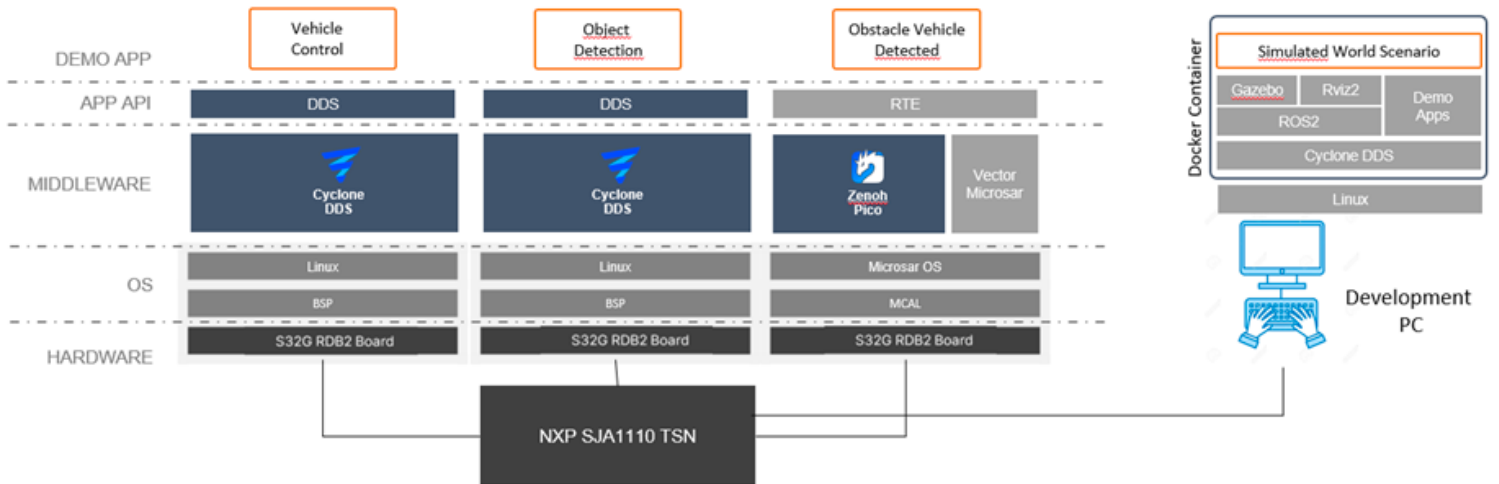 Vehicle
Control
Object
Detection
Obstacle Vehicle
Detected
DEMO APP
APP API
DDS
DDS
RTE
MIDDLEWARE
Cyclone
DDS
Cyclone
DDS
Zenoh
Pico
Vector
Microsar
OS
Linux
Linux
Microsar OS
BSP
BSP
MCAL
HARDWARE
S32G RDB2 Board
S32G RDB2 Board
S32G RDB2 Board
NXP SJA1110 TSN
Docker Container
Simulated World Scenario
Gazebo
Rviz2
Demo
Apps
ROS2
Cyclone DDS
Linux
Development
PC